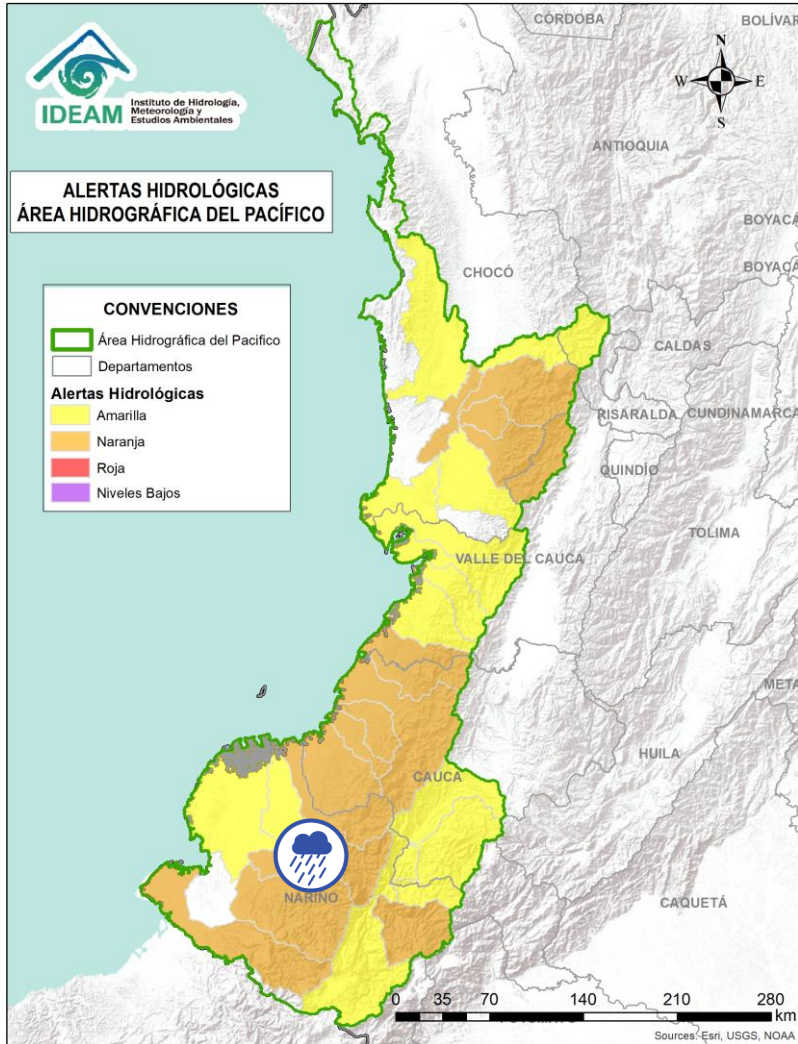 CÓRDOBA
BOLÍVAR
IDEAM
Instituto de Hidrología,
Meteorología y
Estudios Ambientales
N
W
E
S
ANTIOQUIA
ALERTAS HIDROLÓGICAS
ÁREA HIDROGRÁFICA DEL PACÍFICO
BOYACÁ
CHOCÓ
BOYACÁ
CONVENCIONES
Área Hidrográfica del Pacifico
Departamentos
Alertas Hidrológicas
Amarilla
Naranja
Roja
Niveles Bajos
CALDAS
RISARALDA
CUNDINAMARCA
QUINDÍO
TOLIMA
VALLE DEL CAUCA
META
HUILA
CAUCA
NARIÑO
CAQUETÁ
0 35 70 140 210 280
km
Sources: Esri, USGS, NOAA